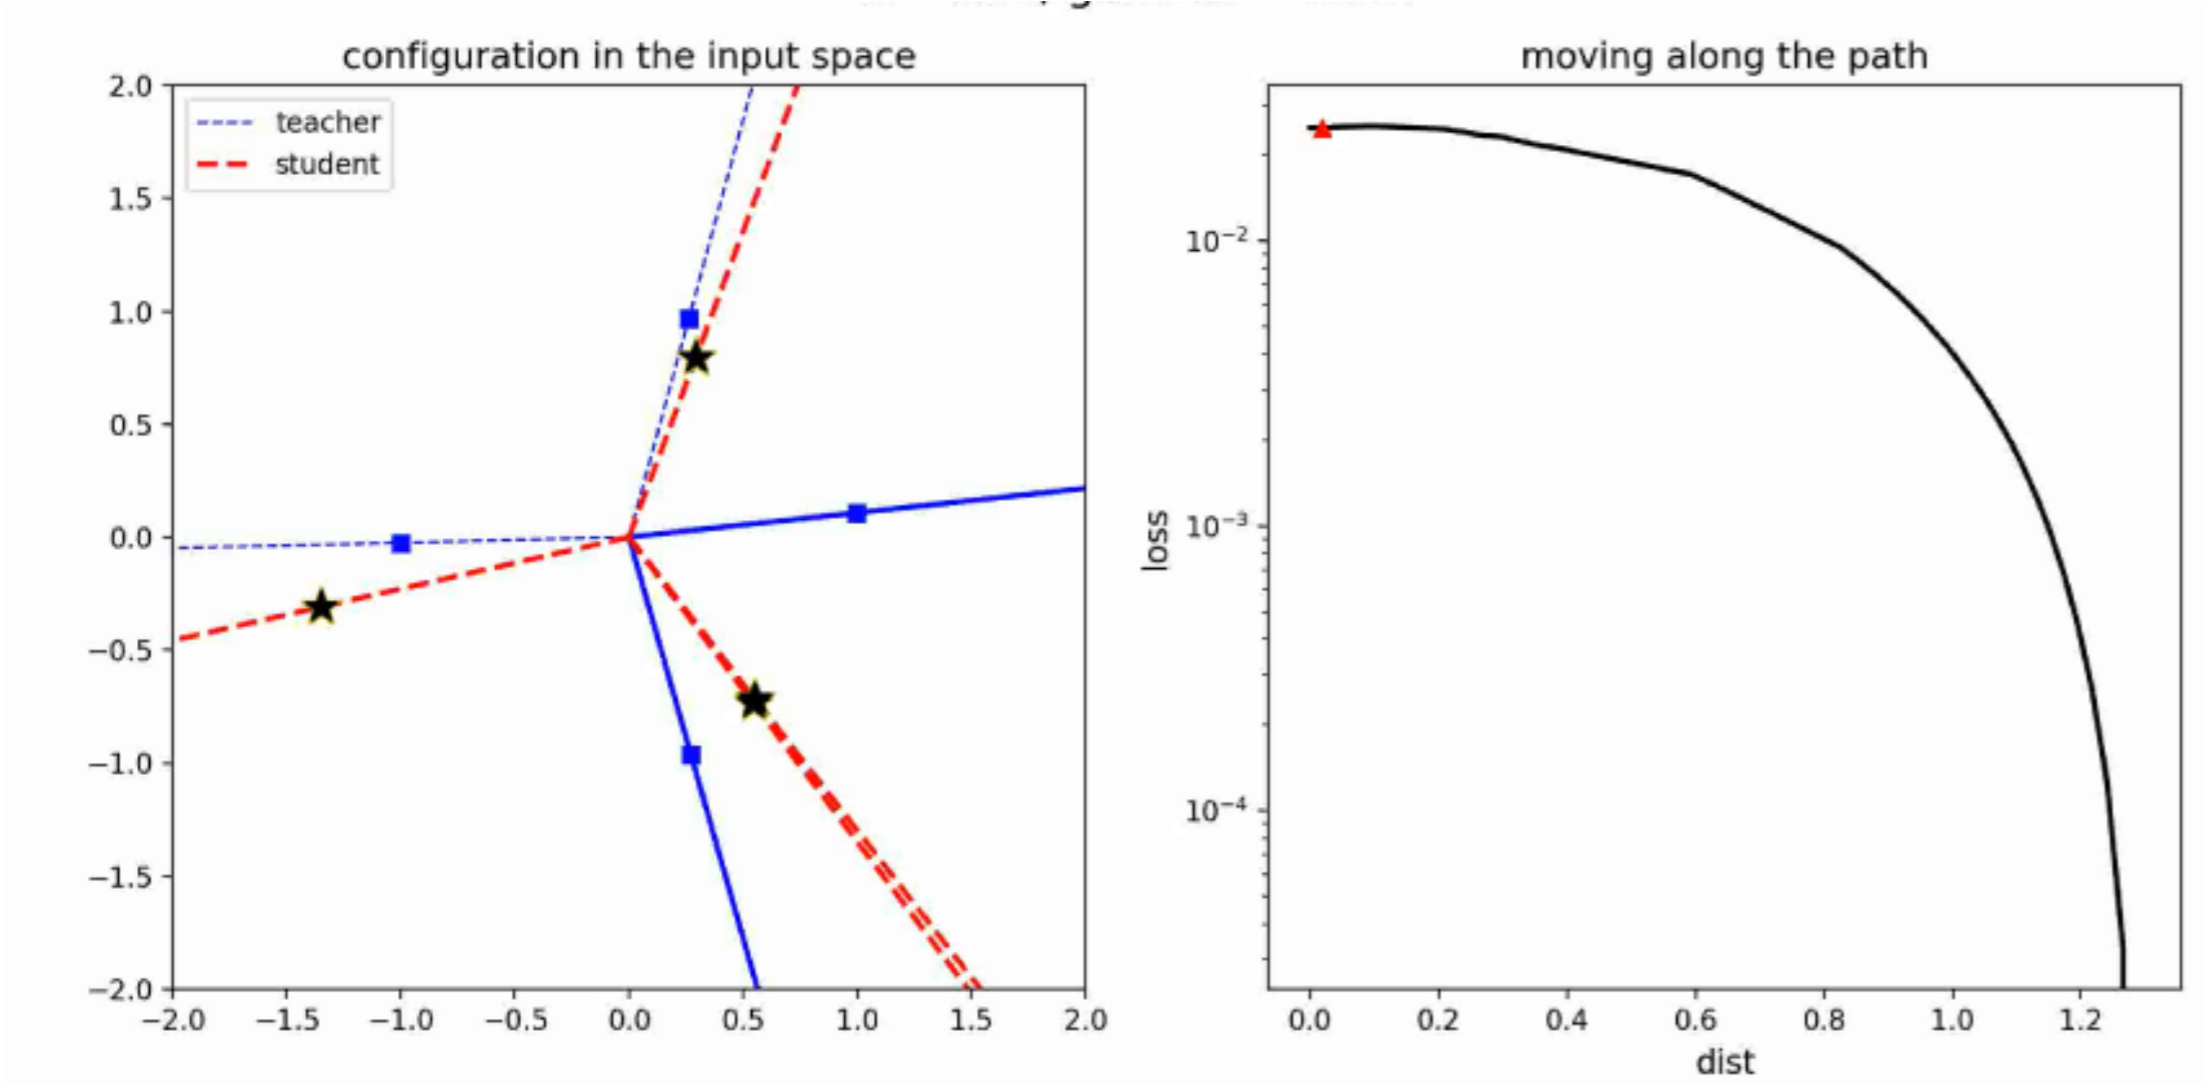 configuration in the input space
teacher
student
2.0
1.5
1.0
0.5
0.0
−0.5
−1.0
−1.5
−2.0
−2.0 −1.5 −1.0 −0.5 0.0 0.5 1.0 1.5 2.0
moving along the path
loss
10⁻²
10⁻³
10⁻⁴
0.0 0.2 0.4 0.6 0.8 1.0 1.2
dist